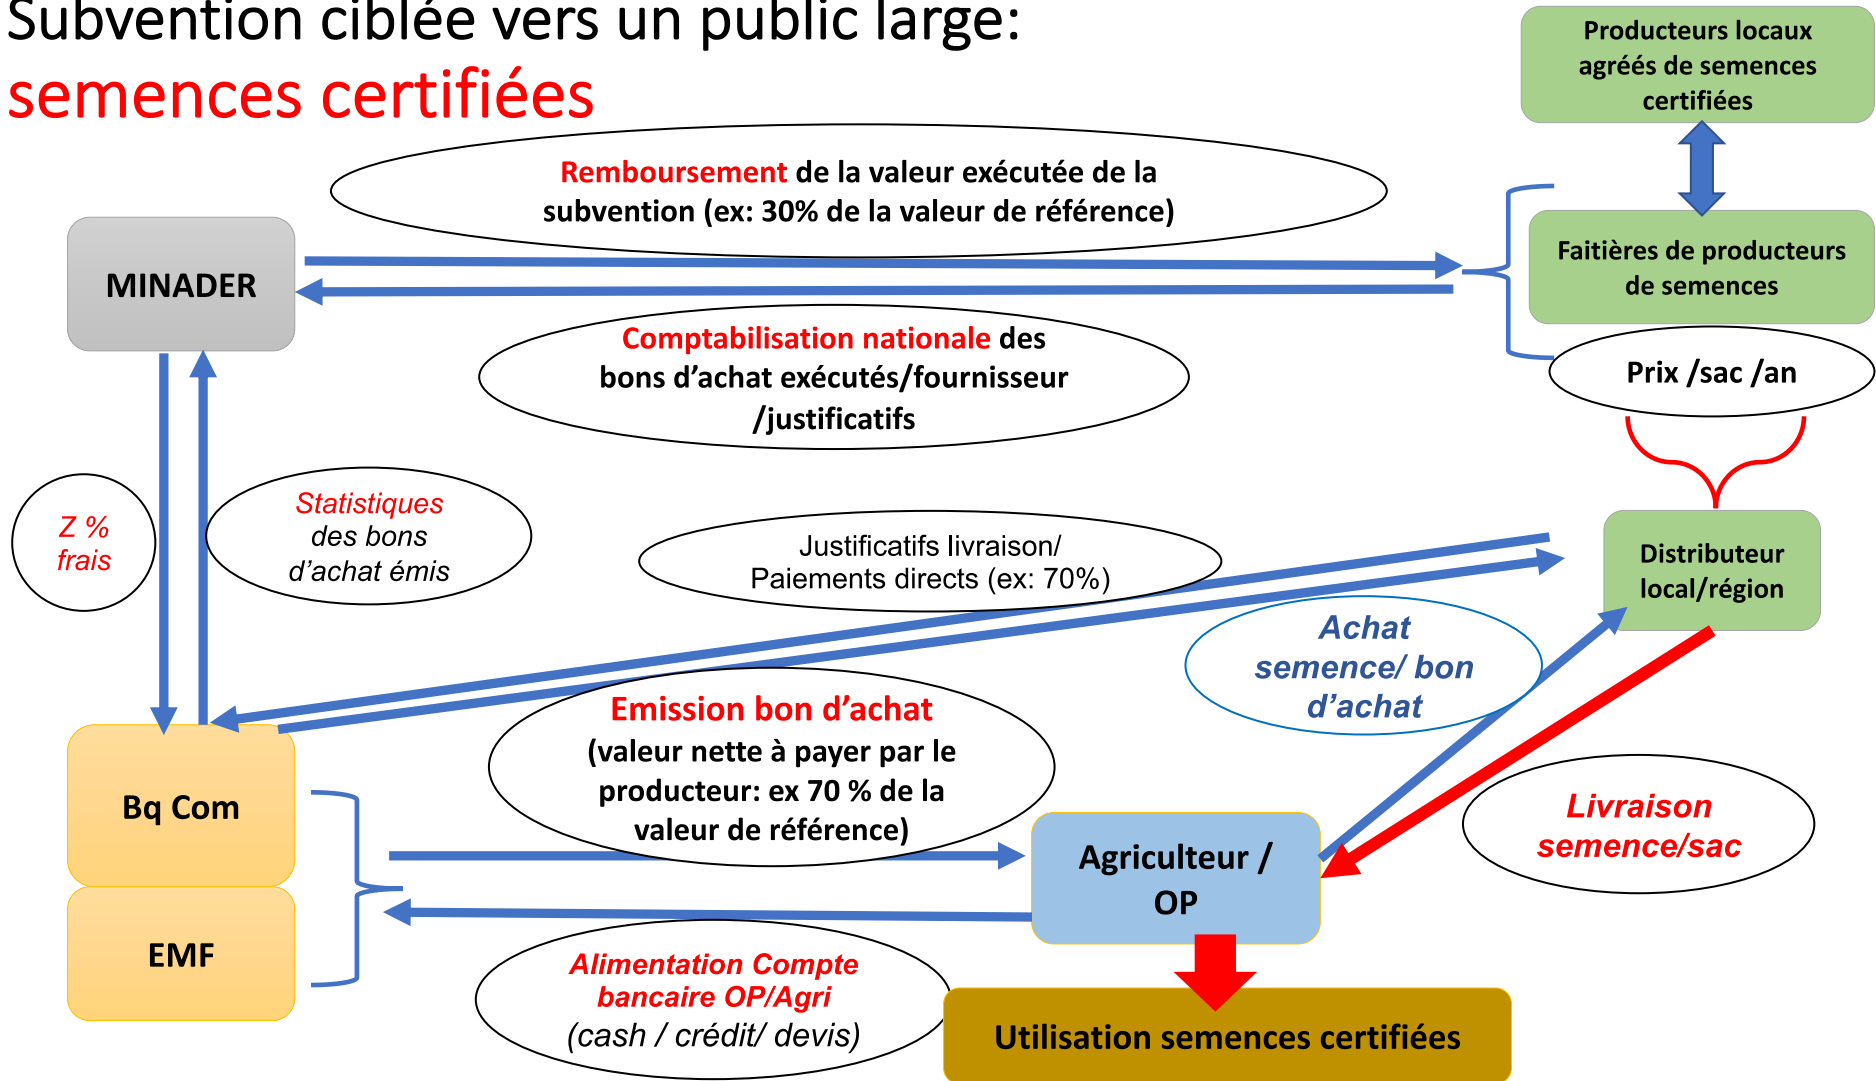 Subvention ciblée vers un public large:
semences certifiées
Producteurs locaux
agréés de semences
certifiées
Remboursement de la valeur exécutée de la
subvention (ex: 30% de la valeur de référence)
MINADER
Faitières de producteurs
de semences
Comptabilisation nationale des
bons d’achat exécutés/fournisseur
/justificatifs
Prix /sac /an
Z %
frais
Statistiques
des bons
d’achat émis
Justificatifs livraison/
Paiements directs (ex: 70%)
Distributeur
local/région
Achat
semence/ bon
d’achat
Emission bon d’achat
(valeur nette à payer par le
producteur: ex 70 % de la
valeur de référence)
Bq Com
Livraison
semence/sac
Agriculteur /
OP
EMF
Alimentation Compte
bancaire OP/Agri
(cash / crédit/ devis)
Utilisation semences certifiées